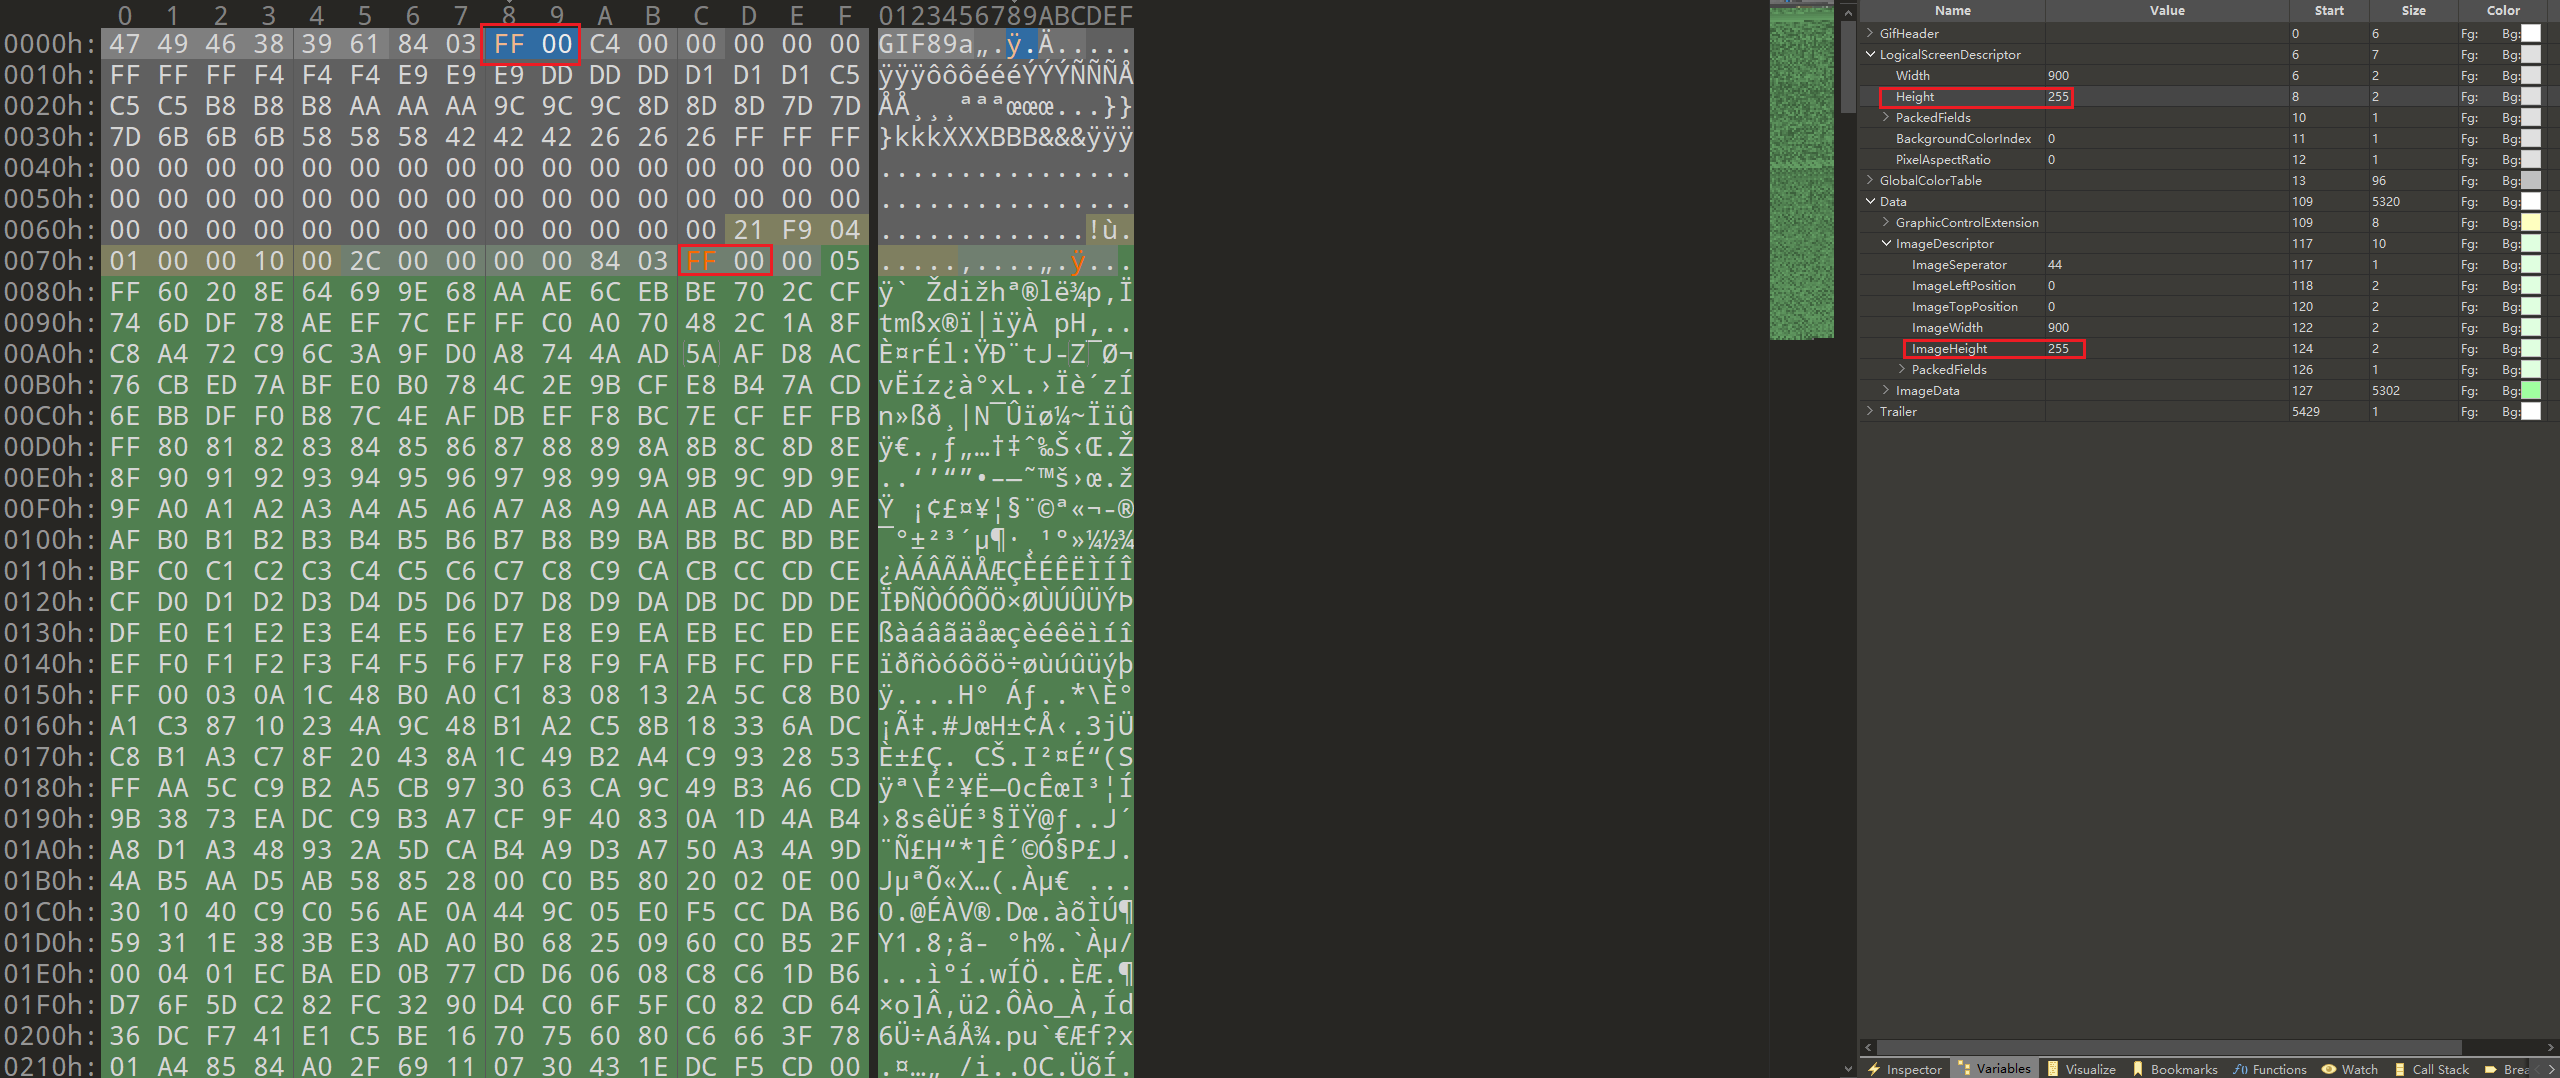 0 1 2 3 4 5 6 7 8 9 A B C D E F 0123456789ABCDEF
0000h: 47 49 46 38 39 61 84 03 FF 00 C4 00 00 00 00 00 GIF89a„.ÿ.Ä.....
0010h: FF FF FF F4 F4 F4 E9 E9 E9 DD DD DD D1 D1 D1 C5 ÿÿÿôôôéééÝÝÝÑÑÑÅ
0020h: C5 C5 B8 B8 B8 AA AA AA 9C 9C 9C 8D 8D 8D 7D 7D ÅÅ¸¸¸ªªªœœœ...}}
0030h: 7D 6B 6B 6B 58 58 58 42 42 42 26 26 26 FF FF FF }kkkXXXBBB&&&ÿÿÿ
0040h: 00 00 00 00 00 00 00 00 00 00 00 00 00 00 00 00 ................
0050h: 00 00 00 00 00 00 00 00 00 00 00 00 00 00 00 00 ................
0060h: 00 00 00 00 00 00 00 00 00 00 00 00 00 21 F9 04 .............!ù.
0070h: 01 00 00 10 00 2C 00 00 00 00 84 03 FF 00 00 05 .....,....„.ÿ...
0080h: FF 60 20 8E 64 69 9E 68 AA AE 6C EB BE 70 2C CF ÿ` Ždižhª®lë¾p,Ï
0090h: 74 6D DF 78 AE EF 7C EF FF C0 A0 70 48 2C 1A 8F tmßx®ï|ïÿÀ pH,..
00A0h: C8 A4 72 C9 6C 3A 9F D0 A8 74 4A AD 5A AF D8 AC È¤rÉl:ŸÐ¨tJ-Z¯Ø¬
00B0h: 76 CB ED 7A BF E0 B0 78 4C 2E 9B CF E8 B4 7A CD vËíz¿à°xL.›Ïè´zÍ
00C0h: 6E BB DF F0 B8 7C 4E AF DB EF F8 BC 7E CF EF FB n»ßð¸|N¯Ûïø¼~Ïïû
00D0h: FF 80 81 82 83 84 85 86 87 88 89 8A 8B 8C 8D 8E ÿ€.‚ƒ„…†‡ˆ‰Š‹Œ.Ž
00E0h: 8F 90 91 92 93 94 95 96 97 98 99 9A 9B 9C 9D 9E ..‘’“”•–—˜™š›œ.ž
00F0h: 9F A0 A1 A2 A3 A4 A5 A6 A7 A8 A9 AA AB AC AD AE Ÿ ¡¢£¤¥¦§¨©ª«¬-®
0100h: AF B0 B1 B2 B3 B4 B5 B6 B7 B8 B9 BA BB BC BD BE ¯°±²³´µ¶·¸¹º»¼½¾
0110h: BF C0 C1 C2 C3 C4 C5 C6 C7 C8 C9 CA CB CC CD CE ¿ÀÁÂÃÄÅÆÇÈÉÊËÌÍÎ
0120h: CF D0 D1 D2 D3 D4 D5 D6 D7 D8 D9 DA DB DC DD DE ÏÐÑÒÓÔÕÖ×ØÙÚÛÜÝÞ
0130h: DF E0 E1 E2 E3 E4 E5 E6 E7 E8 E9 EA EB EC ED EE ßàáâãäåæçèéêëìíî
0140h: EF F0 F1 F2 F3 F4 F5 F6 F7 F8 F9 FA FB FC FD FE ïðñòóôõö÷øùúûüýþ
0150h: FF 00 03 0A 1C 48 B0 A0 C1 83 08 13 2A 5C C8 B0 ÿ....H° Áƒ..*\È°
0160h: A1 C3 87 10 23 4A 9C 48 B1 A2 C5 8B 18 33 6A DC ¡Ã‡.#JœH±¢Å‹.3jÜ
0170h: C8 B1 A3 C7 8F 20 43 8A 1C 49 B2 A4 C9 93 28 53 È±£Ç. CŠ.I²¤É“(S
0180h: FF AA 5C C9 B2 A5 CB 97 30 63 CA 9C 49 B3 A6 CD ÿª\É²¥Ë—0cÊœI³¦Í
0190h: 9B 38 73 EA DC C9 B3 A7 CF 9F 40 83 0A 1D 4A B4 ›8sêÜÉ³§ÏŸ@ƒ..J´
01A0h: A8 D1 A3 48 93 2A 5D CA B4 A9 D3 A7 50 A3 4A 9D ¨Ñ£H“*]Ê´©Ó§P£J.
01B0h: 4A B5 AA D5 AB 58 85 28 00 C0 B5 80 20 02 0E 00 JµªÕ«X…(.Àµ€ ...
01C0h: 30 10 40 C9 C0 56 AE 0A 44 9C 05 E0 F5 CC DA B6 0.@ÉÀV®.Dœ.àõÌÚ¶
01D0h: 59 31 1E 38 3B E3 AD A0 B0 68 25 09 60 C0 B5 2F Y1.8;ã- °h%.`Àµ/
01E0h: 00 04 01 EC BA ED 0B 77 CD D6 06 08 C8 C6 1D B6 ...ìºí.wÍÖ..ÈÆ.¶
01F0h: D7 6F 5D C2 82 FC 32 90 D4 C0 6F 5F C0 82 CD 64 ×o]Â‚ü2.ÔÀo_À‚Íd
0200h: 36 DC F7 41 E1 C5 BE 16 70 75 60 80 C6 66 3F 78 6Ü÷AáÅ¾.pu`€Æf?x
0210h: 01 A4 85 84 A0 2F 69 11 07 30 43 1E DC F5 CD 00 .¤…„ /i..0C.ÜõÍ.
Name Value Start Size Color
GifHeader 0 6 Fg: Bg:
LogicalScreenDescriptor 6 7 Fg: Bg:
Width 900 6 2 Fg: Bg:
Height 255 8 2 Fg: Bg:
PackedFields 10 1 Fg: Bg:
BackgroundColorIndex 0 11 1 Fg: Bg:
PixelAspectRatio 0 12 1 Fg: Bg:
GlobalColorTable 13 96 Fg: Bg:
Data 109 5320 Fg: Bg:
GraphicControlExtension 109 8 Fg: Bg:
ImageDescriptor 117 10 Fg: Bg:
ImageSeperator 44 117 1 Fg: Bg:
ImageLeftPosition 0 118 2 Fg: Bg:
ImageTopPosition 0 120 2 Fg: Bg:
ImageWidth 900 122 2 Fg: Bg:
ImageHeight 255 124 2 Fg: Bg:
PackedFields 126 1 Fg: Bg:
ImageData 127 5302 Fg: Bg:
Trailer 5429 1 Fg: Bg:
Inspector Variables Visualize Bookmarks Functions Watch Call Stack Brea